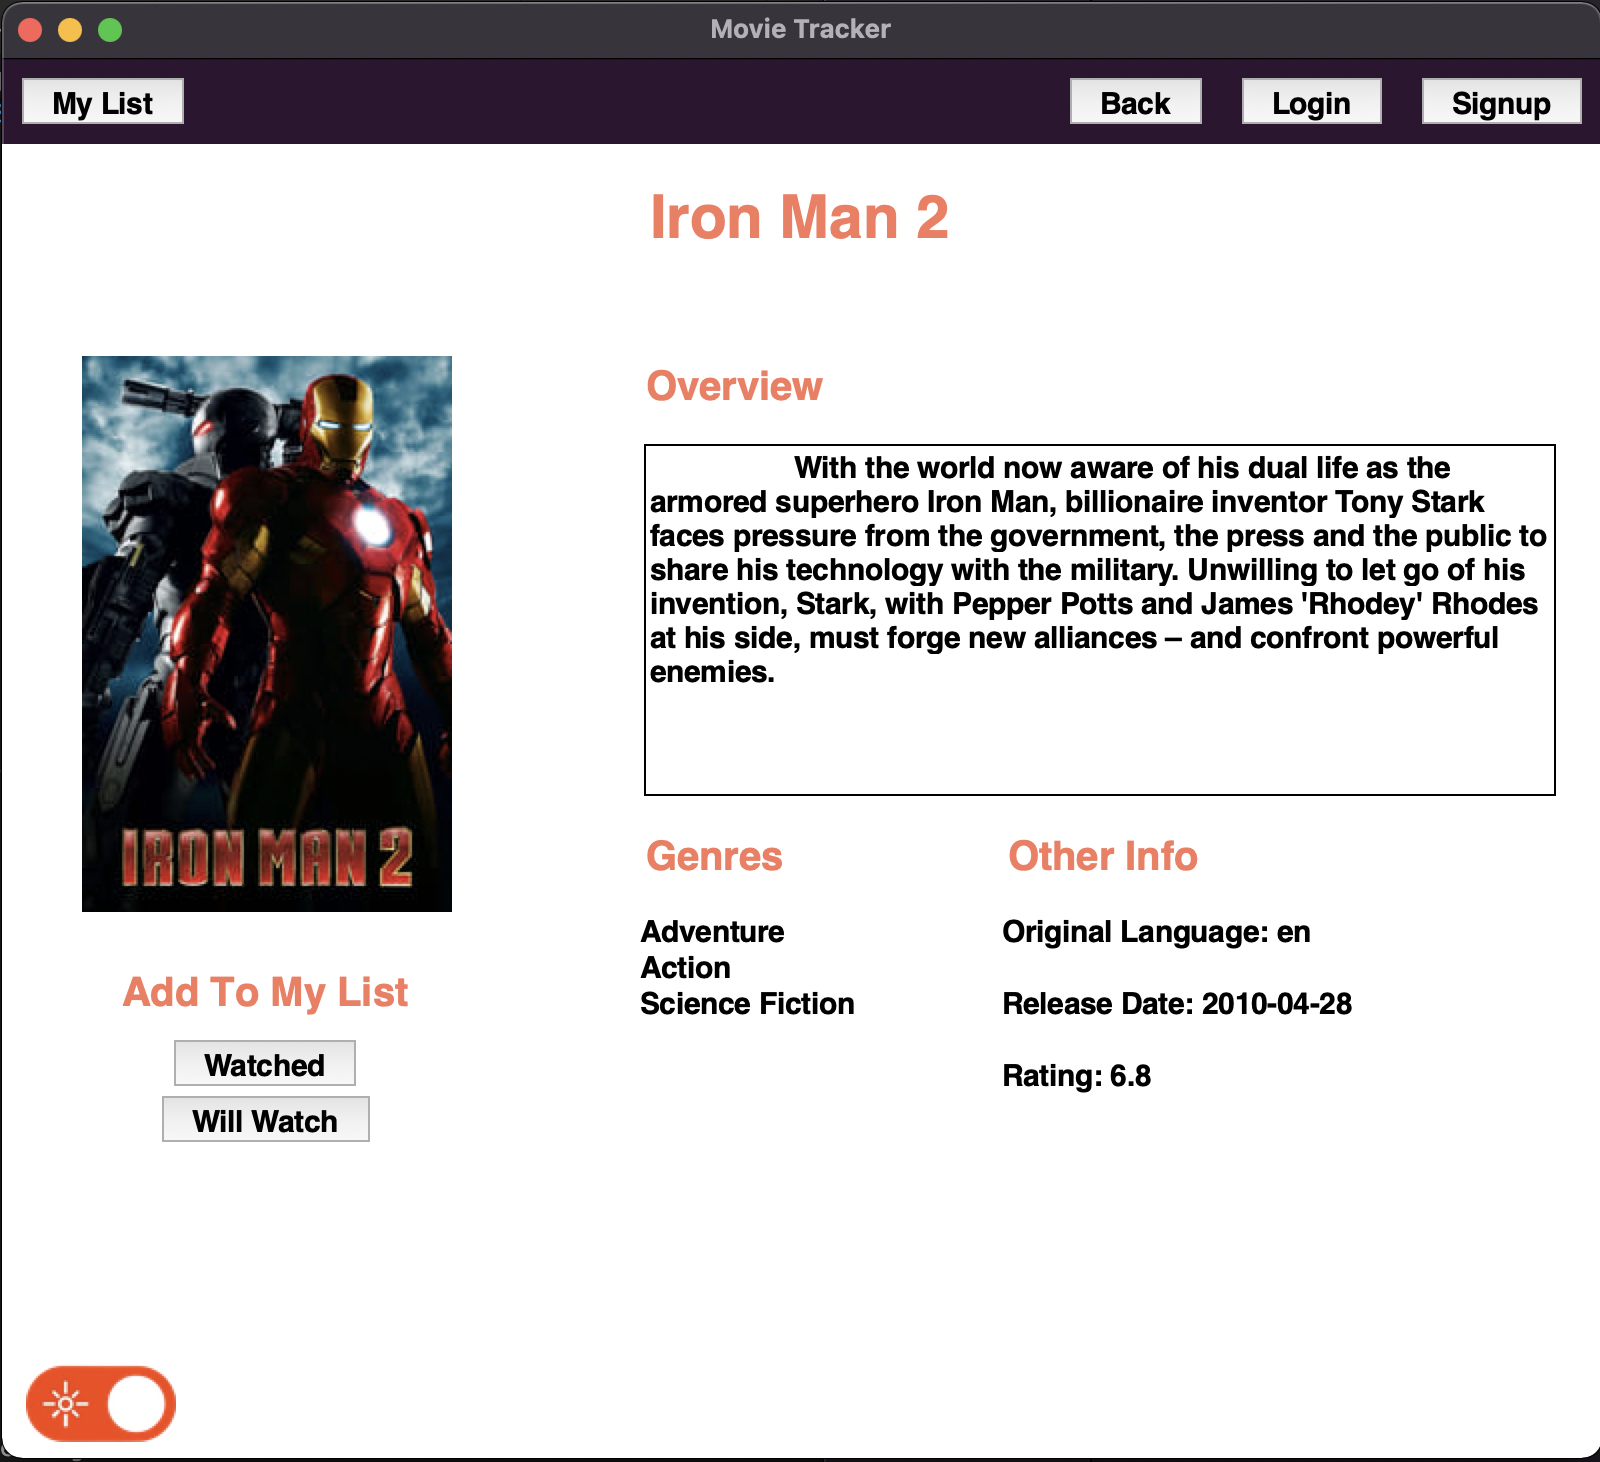 Movie Tracker
My List
Back
Login
Signup
Iron Man 2
Overview
With the world now aware of his dual life as the
armored superhero Iron Man, billionaire inventor Tony Stark
faces pressure from the government, the press and the public to
share his technology with the military. Unwilling to let go of his
invention, Stark, with Pepper Potts and James 'Rhodey' Rhodes
at his side, must forge new alliances – and confront powerful
enemies.
IRON MAN 2
Genres
Adventure
Action
Science Fiction
Other Info
Original Language: en
Release Date: 2010-04-28
Rating: 6.8
Add To My List
Watched
Will Watch